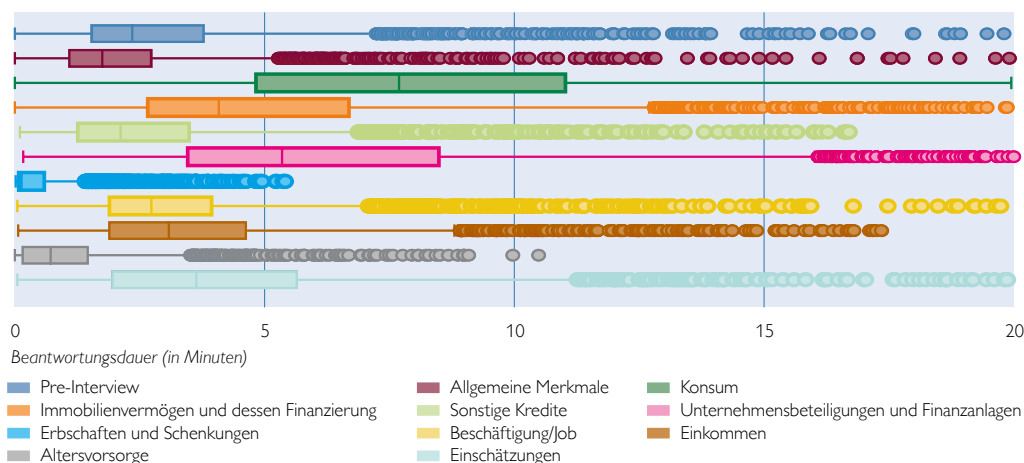 0 5 10 15 20
Beantwortungsdauer (in Minuten)
Pre-Interview Allgemeine Merkmale Konsum
Immobilienvermögen und dessen Finanzierung Sonstige Kredite Unternehmensbeteiligungen und Finanzanlagen
Erbschaften und Schenkungen Beschäftigung/Job Einkommen
Altersvorsorge Einschätzungen